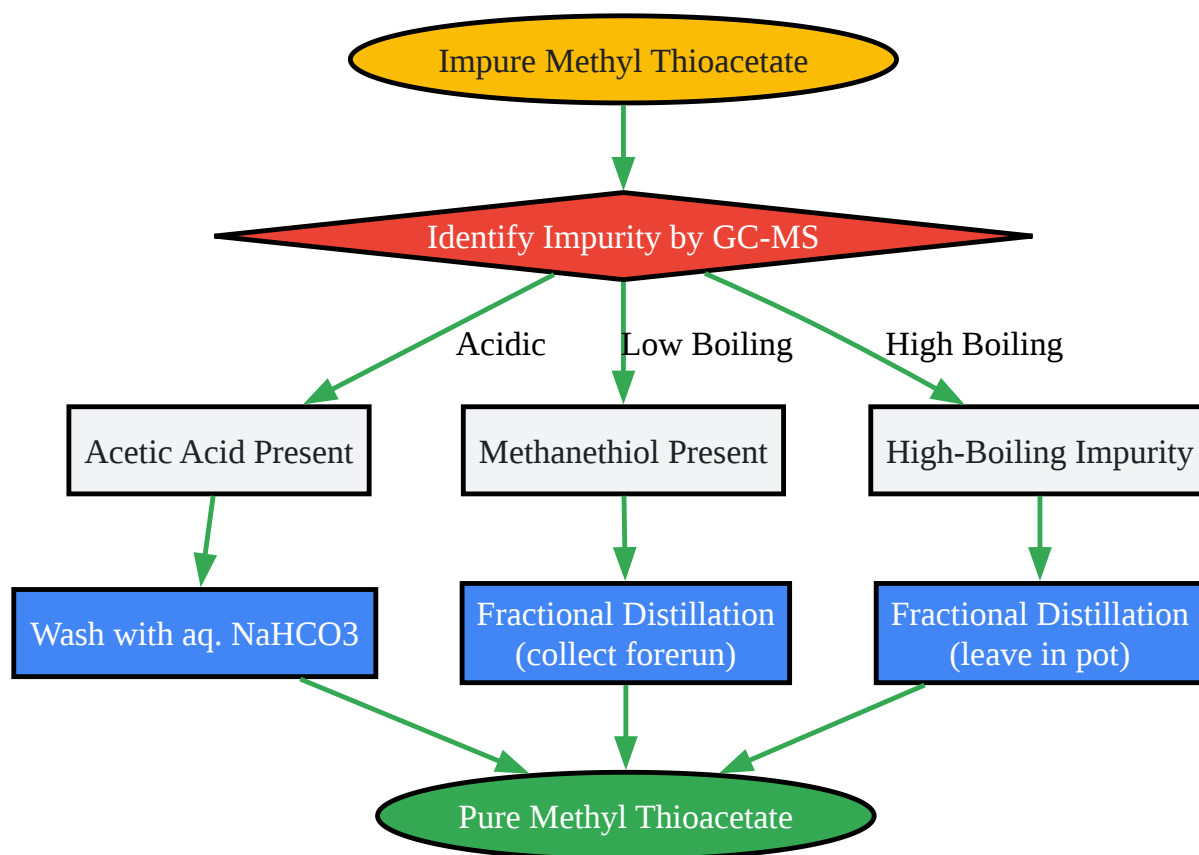 Impure Methyl Thioacetate
Identify Impurity by GC-MS
Acidic
Low Boiling
High Boiling
Acetic Acid Present
Methanethiol Present
High-Boiling Impurity
Wash with aq. NaHCO3
Fractional Distillation
(collect forerun)
Fractional Distillation
(leave in pot)
Pure Methyl Thioacetate